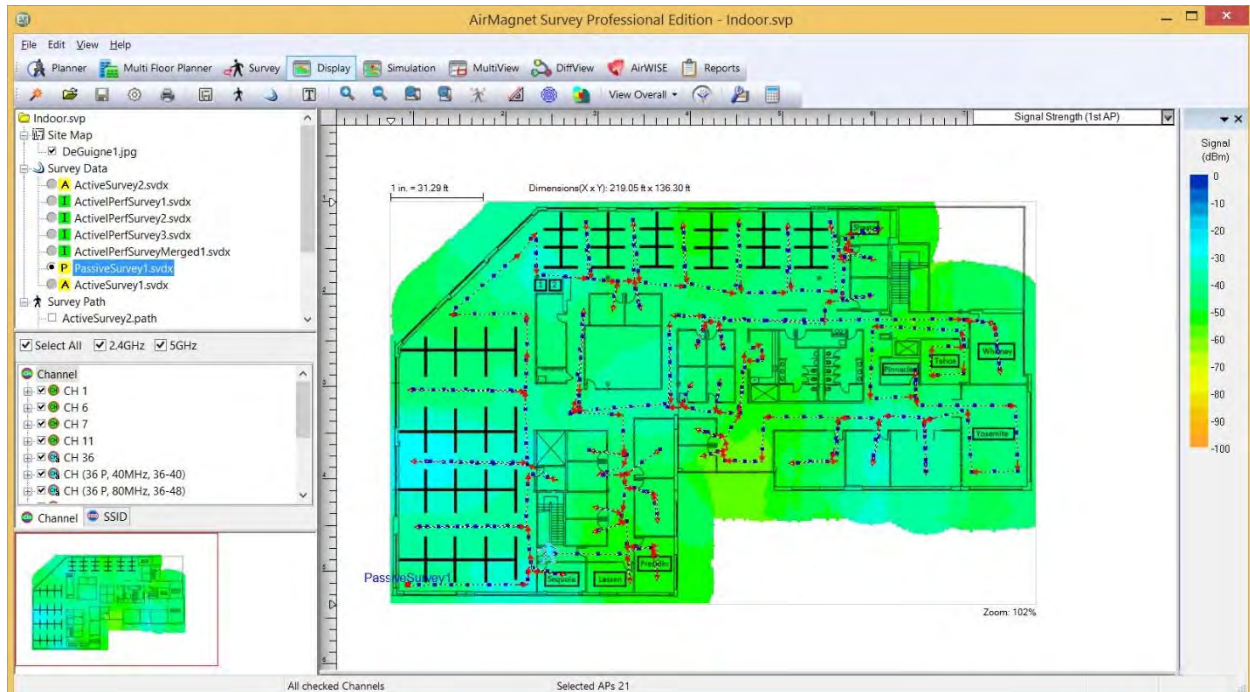 AirMagnet Survey Professional Edition - Indoor.svp
File Edit View Help
Planner Multi Floor Planner Survey Display Simulation MultiView DiffView AirWISE Reports
View Overall
Indoor.svp
Site Map
DeGuigne1.jpg
Survey Data
A ActiveSurvey2.svdx
I ActiveIPerfSurvey1.svdx
I ActiveIPerfSurvey2.svdx
I ActiveIPerfSurvey3.svdx
I ActiveIPerfSurveyMerged1.svdx
P PassiveSurvey1.svdx
A ActiveSurvey1.svdx
Survey Path
ActiveSurvey2.path
Select All 2.4GHz 5GHz
Channel
CH 1
CH 6
CH 7
CH 11
CH 36
CH (36 P, 40MHz, 36-40)
CH (36 P, 80MHz, 36-48)
Channel SSID
Signal Strength (1st AP)
1 in. = 31.29 ft Dimensions(X x Y): 219.05 ft x 136.30 ft
1 2
Whitney
Tahoe
Pinnacles
Yosemite
PassiveSurvey1
Sequoia Lassen
Zoom: 102%
Signal
(dBm)
0
-10
-20
-30
-40
-50
-60
-70
-80
-90
-100
All checked Channels Selected APs 21